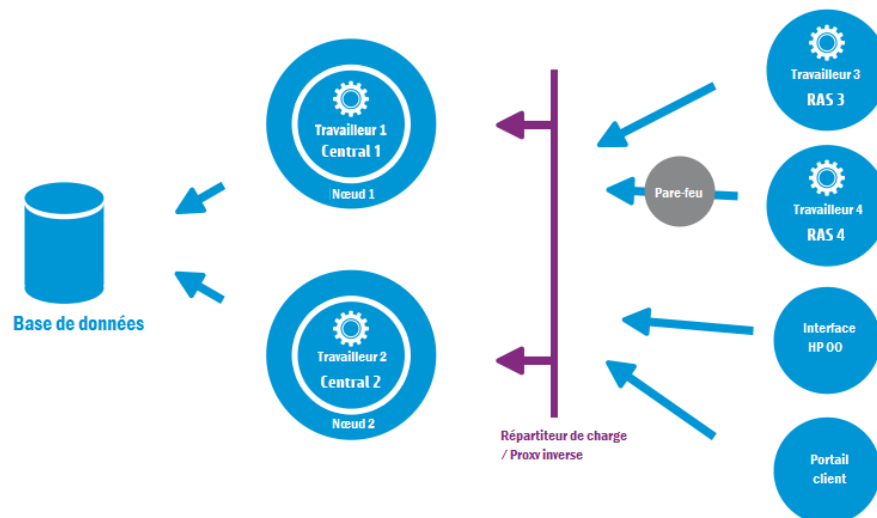 Travailleur 3
RAS 3
Travailleur 1
Central 1
Nœud 1
Pare-feu
Travailleur 4
RAS 4
Base de données
Travailleur 2
Central 2
Nœud 2
Interface
HP OO
Répartiteur de charge
/ Proxy inverse
Portail
client